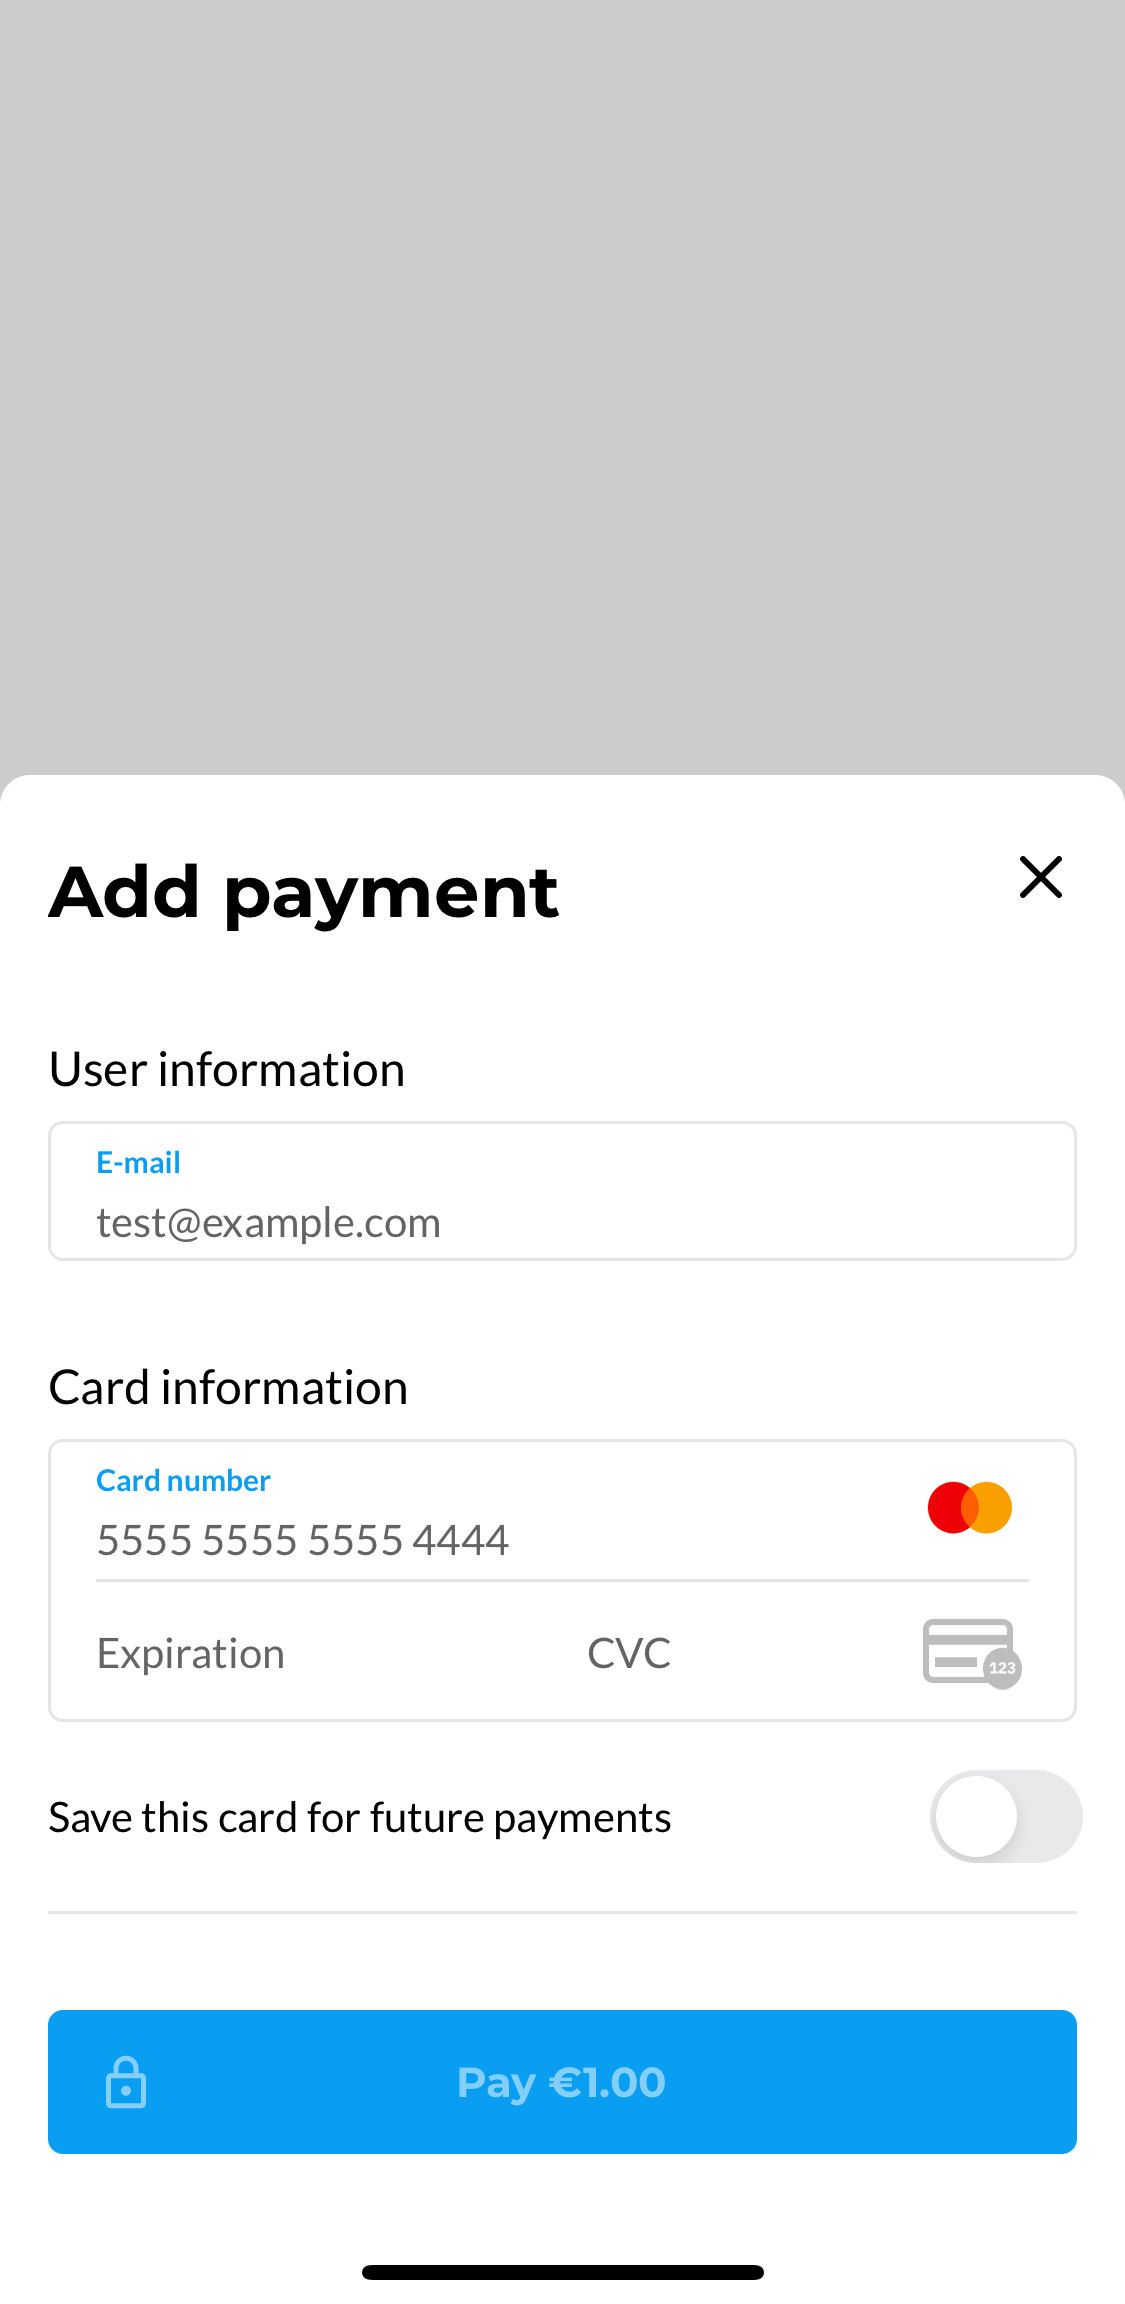 Add payment
User information
E-mail
test@example.com
Card information
Card number
5555 5555 5555 4444
Expiration CVC 123
Save this card for future payments
Pay €1.00